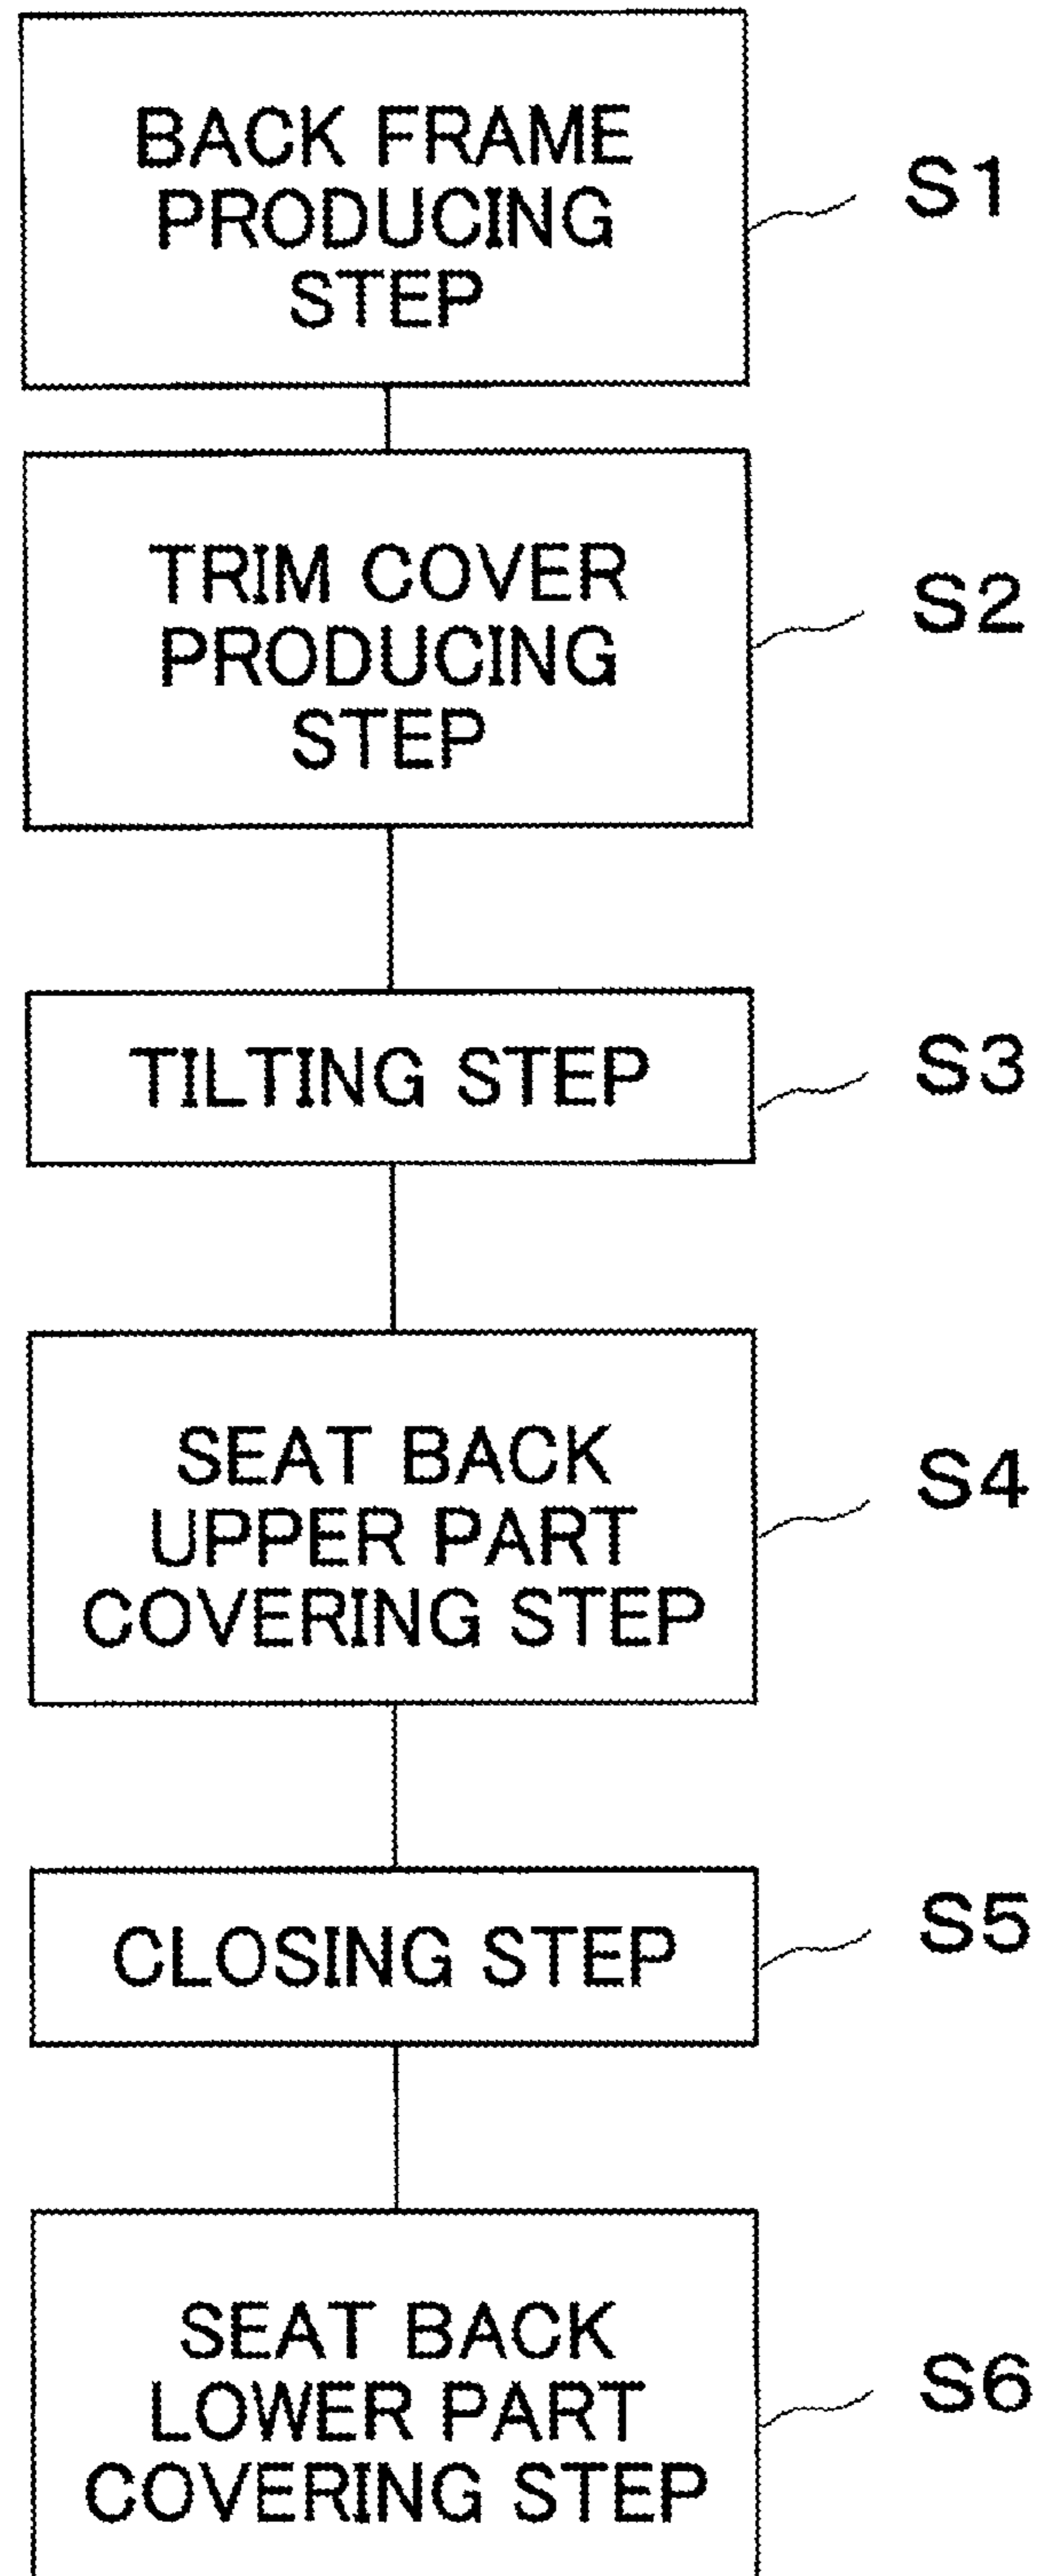 BACK FRAME
PRODUCING
STEP
S1
TRIM COVER
PRODUCING
STEP
S2
TILTING STEP
S3
SEAT BACK
UPPER PART
COVERING STEP
S4
CLOSING STEP
S5
SEAT BACK
LOWER PART
COVERING STEP
S6